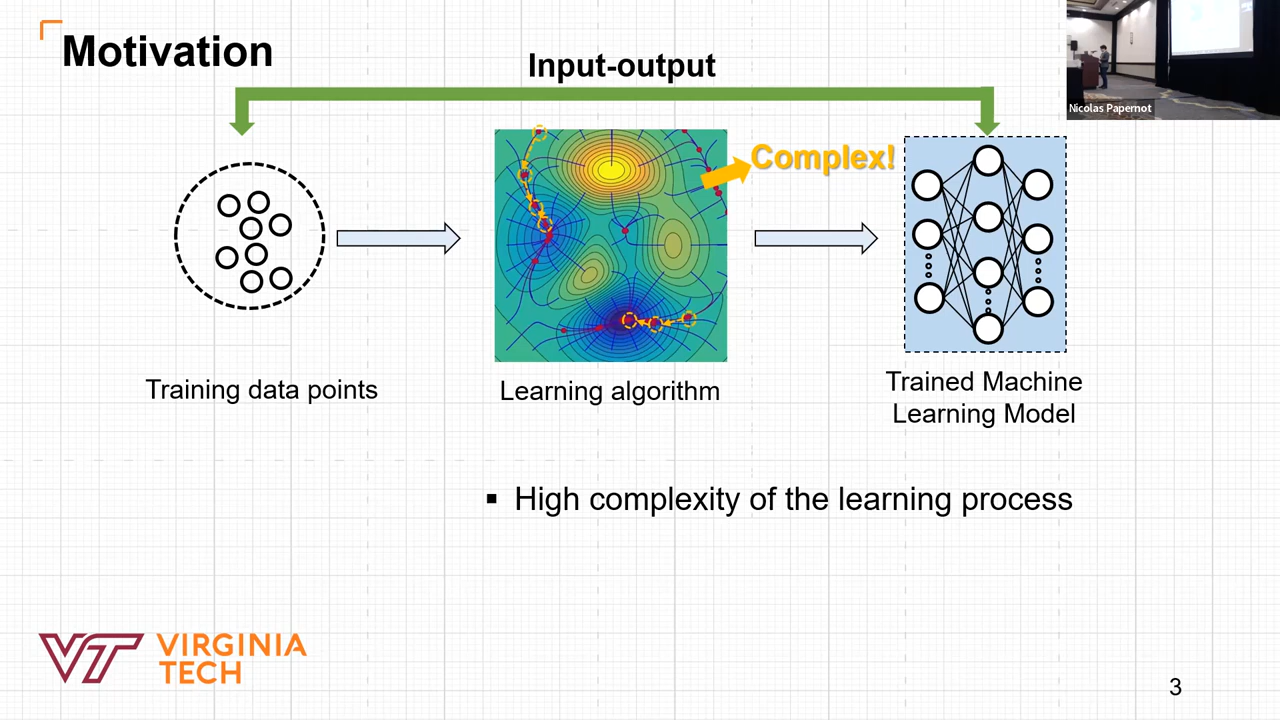 Motivation
Input-output
Nicolas Papernot
Complex!
Training data points
Learning algorithm
Trained Machine
Learning Model
▪ High complexity of the learning process
VT VIRGINIA
TECH
3